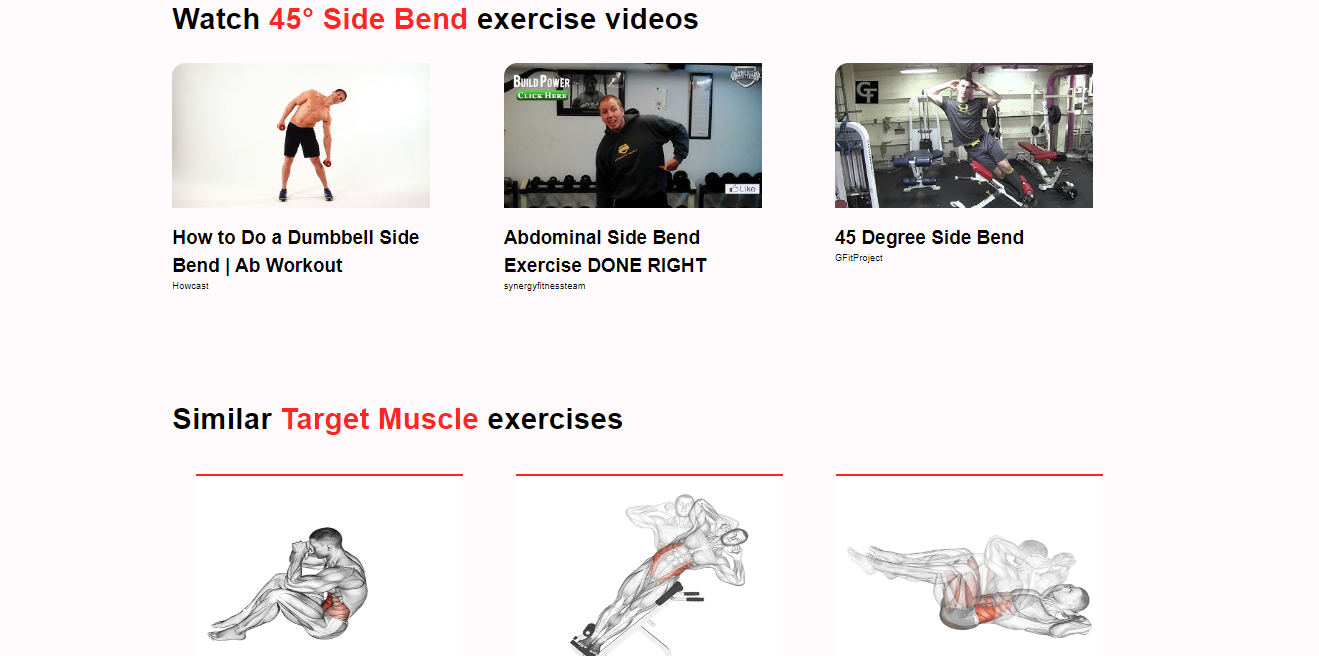 Watch 45° Side Bend exercise videos
BUILD POWER
CLICK HERE
Like
GF
How to Do a Dumbbell Side
Bend | Ab Workout
Howcast
Abdominal Side Bend
Exercise DONE RIGHT
synergyfitnessteam
45 Degree Side Bend
GFitProject
Similar Target Muscle exercises